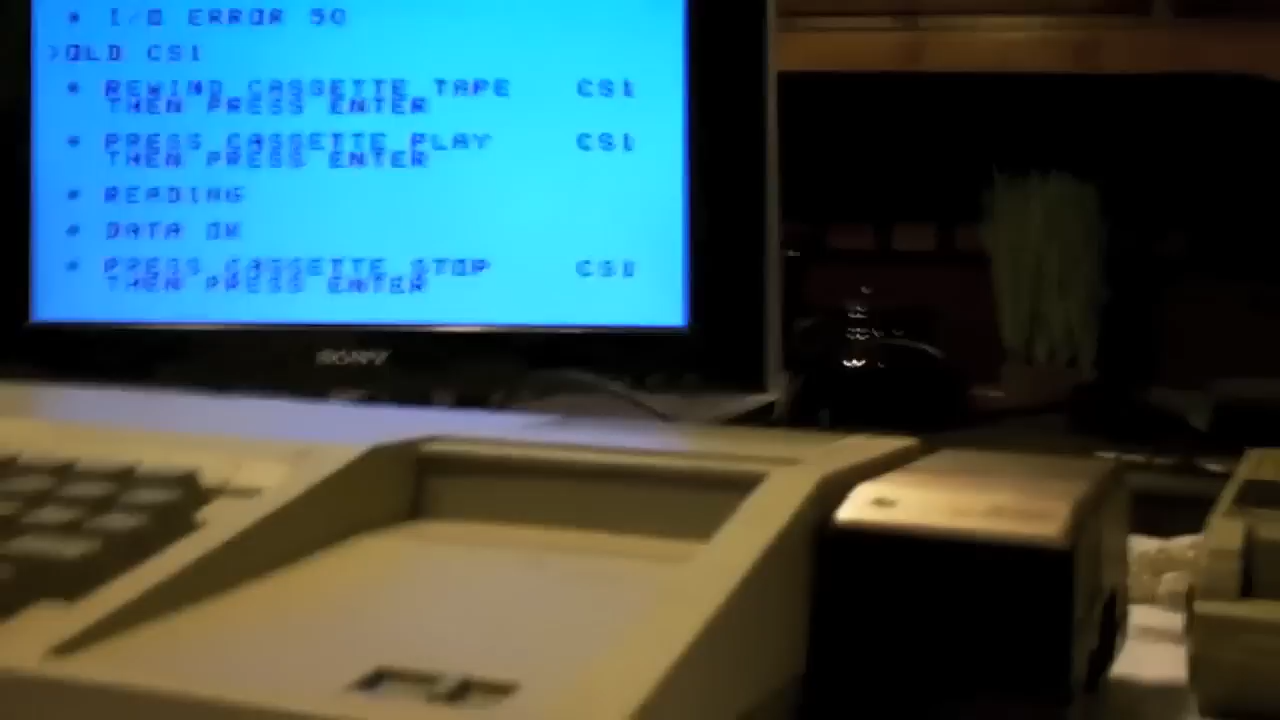 * I/O ERROR 50
>OLD CS1
* REWIND CASSETTE TAPE CS1
THEN PRESS ENTER
* PRESS CASSETTE PLAY CS1
THEN PRESS ENTER
* READING
* DATA OK
* PRESS CASSETTE STOP CS1
THEN PRESS ENTER
SONY